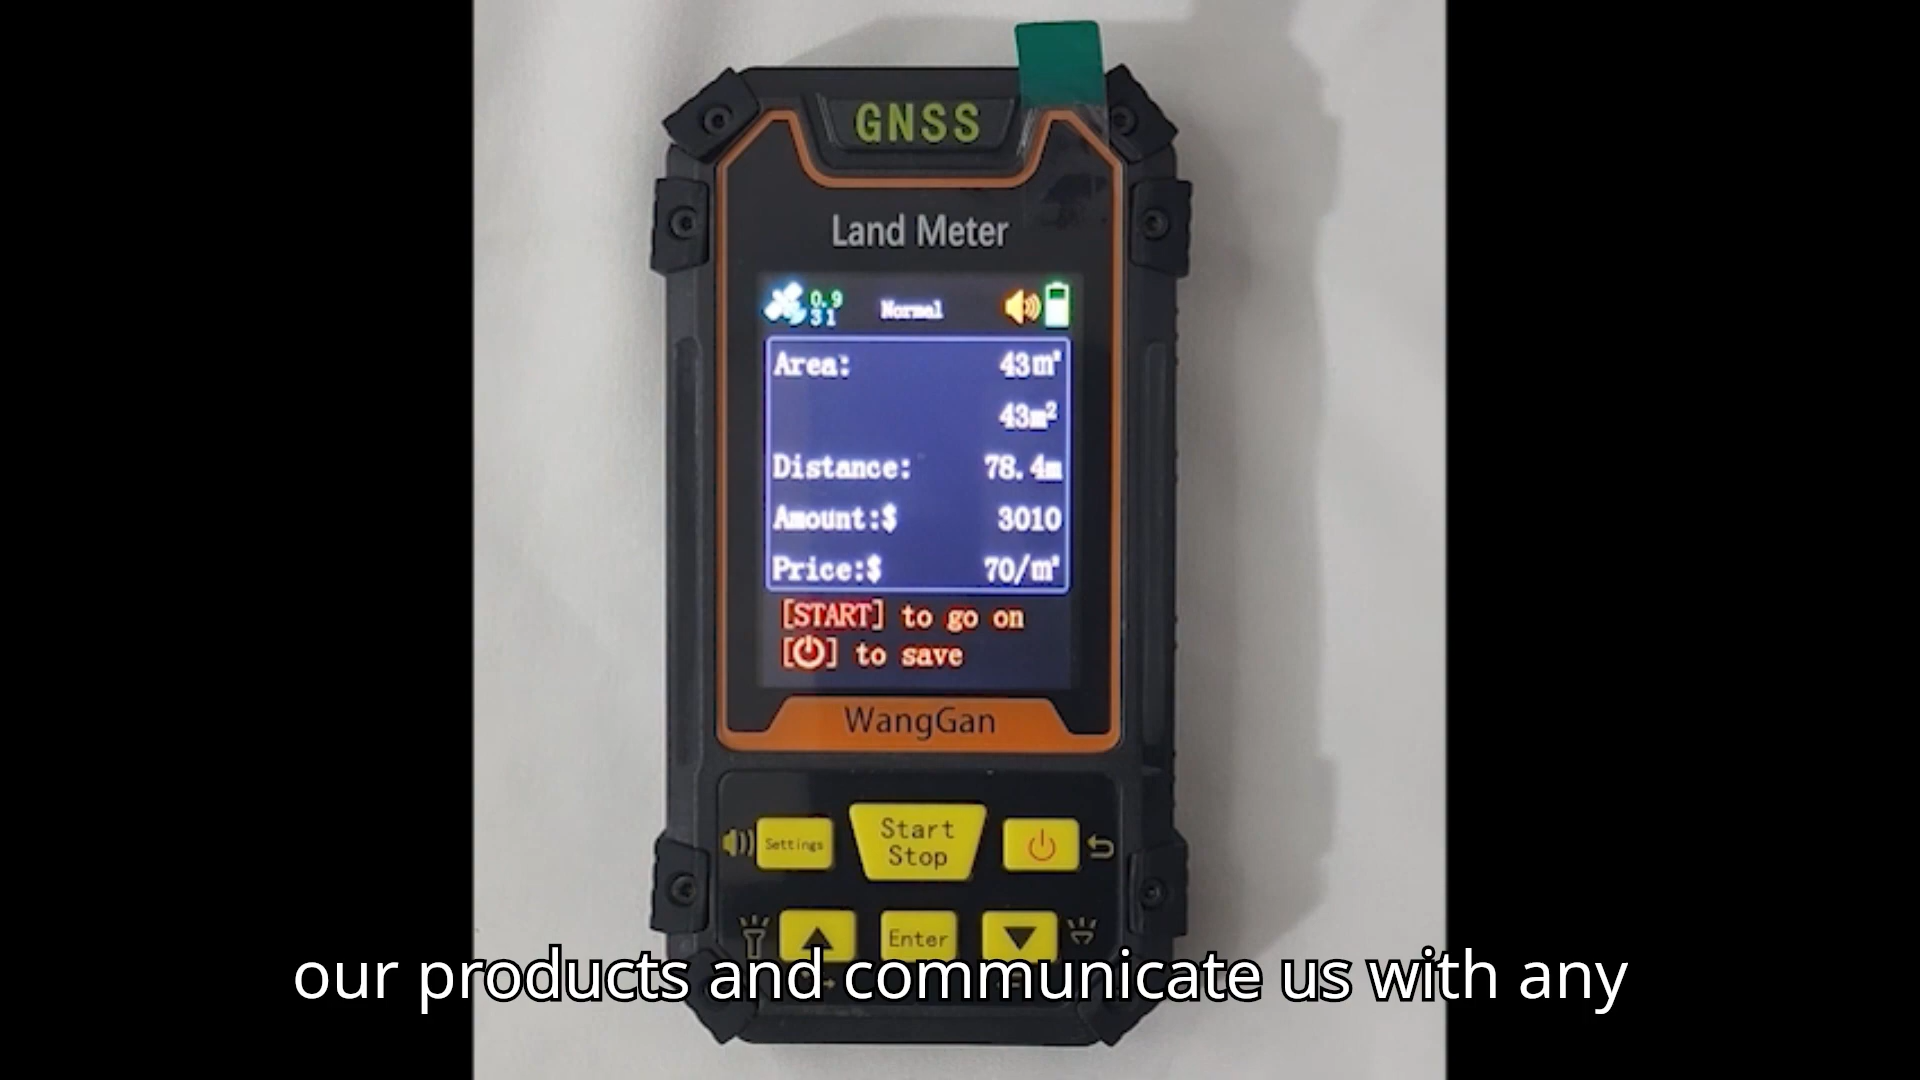 GNSS
Land Meter
0.9
31
Normal
Area: 43㎡
43m²
Distance: 78.4m
Amount:$ 3010
Price:$ 70/㎡
[START] to go on
[⏻] to save
WangGan
Settings
Start
Stop
Enter
our products and communicate us with any